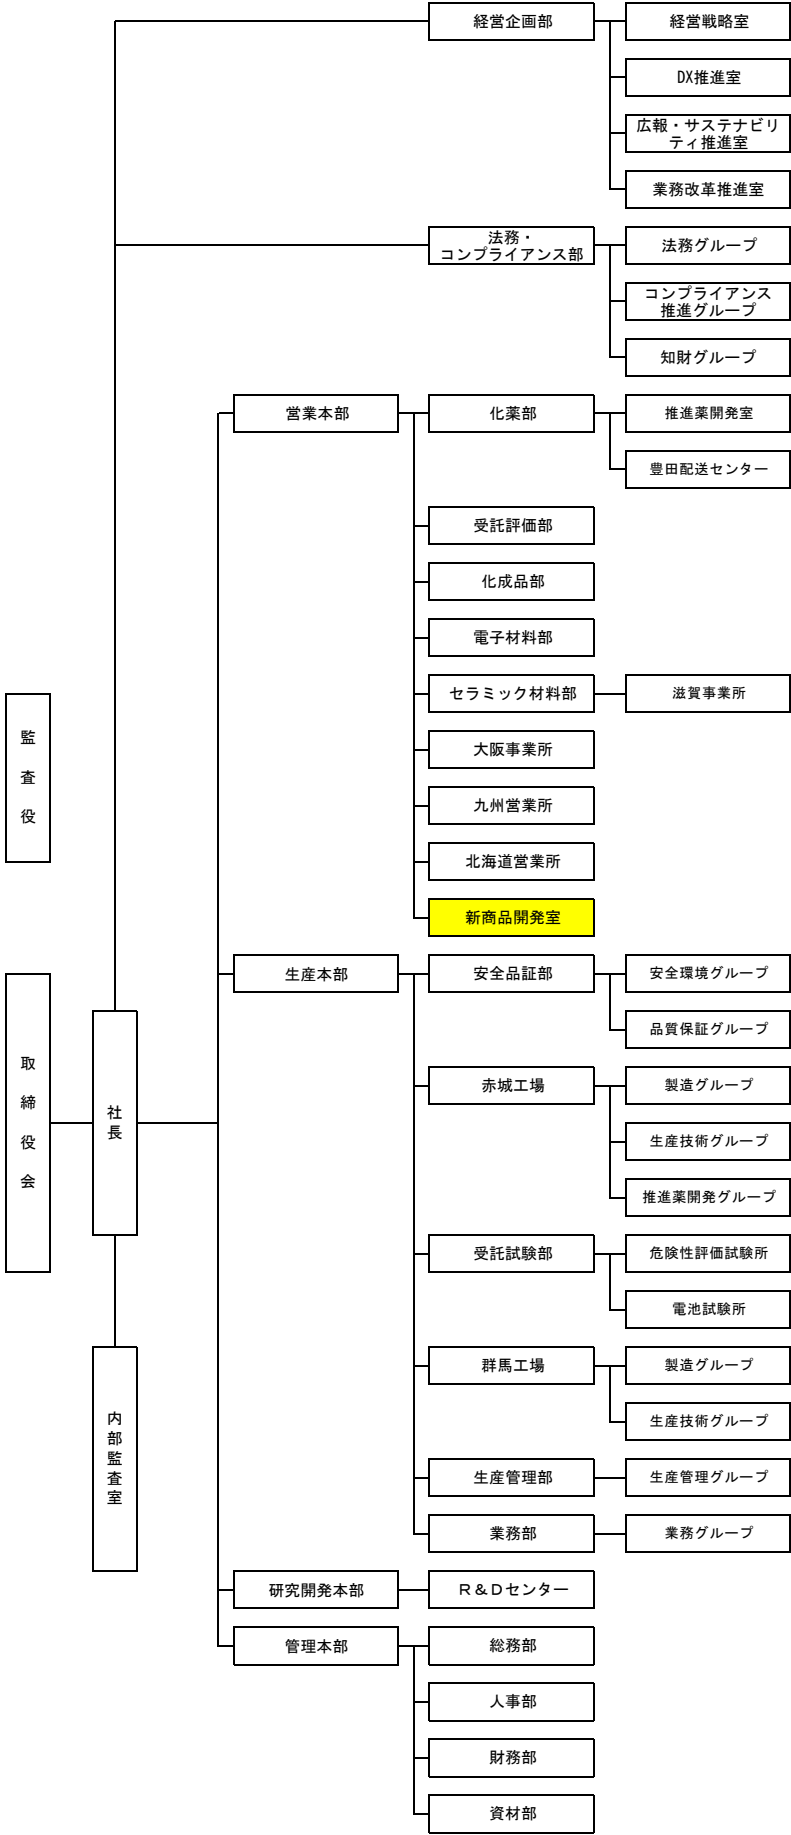 経営企画部
経営戦略室
DX推進室
広報・サステナビリ
ティ推進室
業務改革推進室
法務・
コンプライアンス部
法務グループ
コンプライアンス
推進グループ
知財グループ
営業本部
化薬部
推進薬開発室
豊田配送センター
受託評価部
化成品部
電子材料部
セラミック材料部
滋賀事業所
大阪事業所
九州営業所
北海道営業所
新商品開発室
監査役
取締役会
社長
内部監査室
生産本部
安全品証部
安全環境グループ
品質保証グループ
赤城工場
製造グループ
生産技術グループ
推進薬開発グループ
受託試験部
危険性評価試験所
電池試験所
群馬工場
製造グループ
生産技術グループ
生産管理部
生産管理グループ
業務部
業務グループ
研究開発本部
R&Dセンター
管理本部
総務部
人事部
財務部
資材部